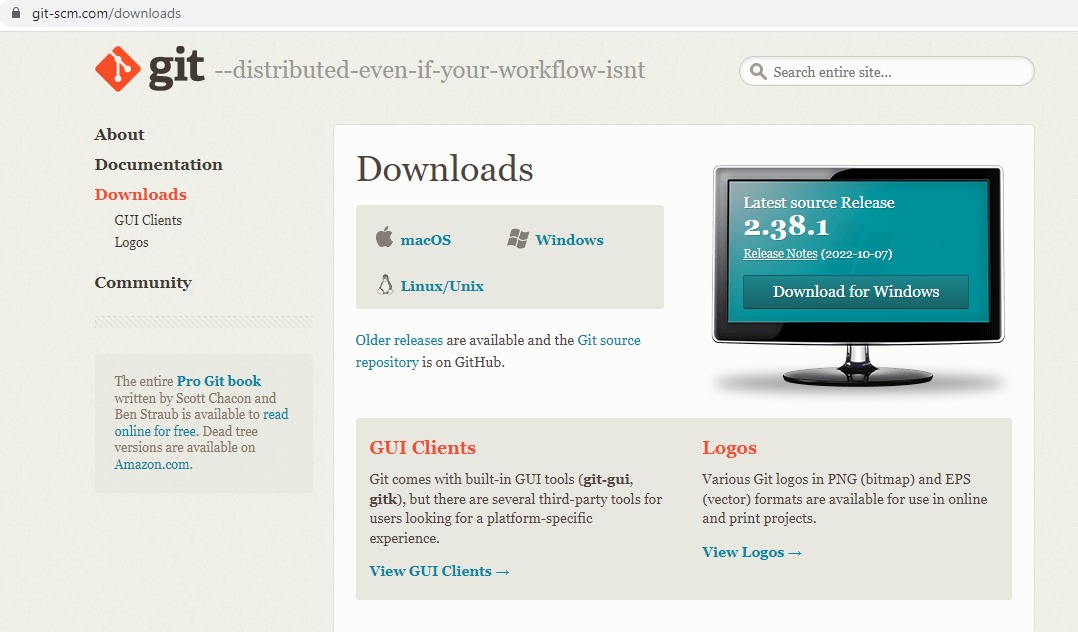 git-scm.com/downloads
git --distributed-even-if-your-workflow-isnt
Search entire site...
About
Documentation
Downloads
GUI Clients
Logos
Community
The entire Pro Git book
written by Scott Chacon and
Ben Straub is available to read
online for free. Dead tree
versions are available on
Amazon.com.
Downloads
macOS
Windows
Linux/Unix
Older releases are available and the Git source
repository is on GitHub.
Latest source Release
2.38.1
Release Notes (2022-10-07)
Download for Windows
GUI Clients
Git comes with built-in GUI tools (git-gui,
gitk), but there are several third-party tools for
users looking for a platform-specific
experience.
View GUI Clients →
Logos
Various Git logos in PNG (bitmap) and EPS
(vector) formats are available for use in online
and print projects.
View Logos →